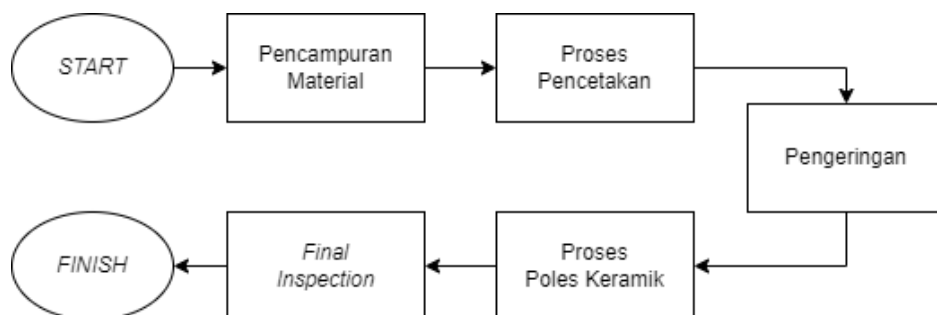 START
Pencampuran
Material
Proses
Pencetakan
Pengeringan
Proses
Poles Keramik
Final
Inspection
FINISH